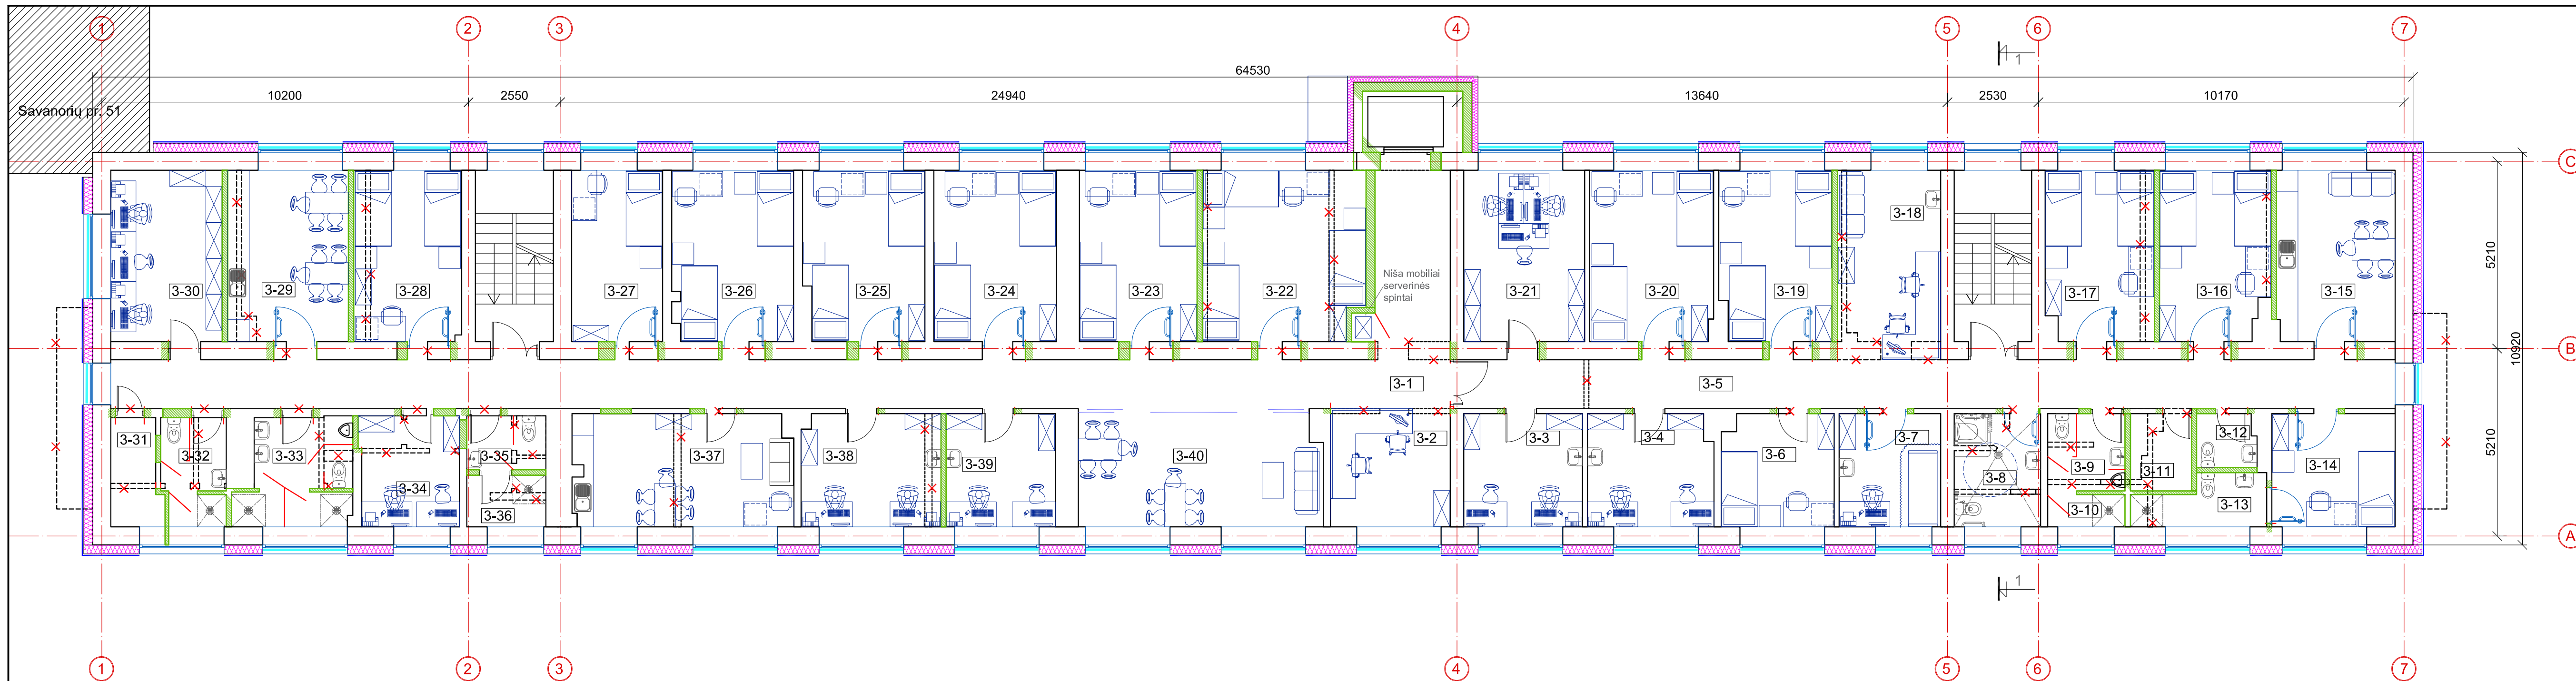 1 2 3 4 5 6 7
1
64530
10200 2550 24940 13640 2530 10170
Savanorių pr. 51
C
3-30 3-29 3-28 3-27 3-26 3-25 3-24 3-23 3-22 3-21 3-20 3-19 3-18 3-17 3-16 3-15
Niša mobiliai
serverinės
spintai
5210
B
10920
3-1 3-5
3-31 3-32 3-33 3-34 3-35 3-36 3-37 3-38 3-39 3-40 3-2 3-3 3-4 3-6 3-7 3-8 3-9 3-10 3-11 3-12 3-13 3-14
5210
A
1
1 2 3 4 5 6 7